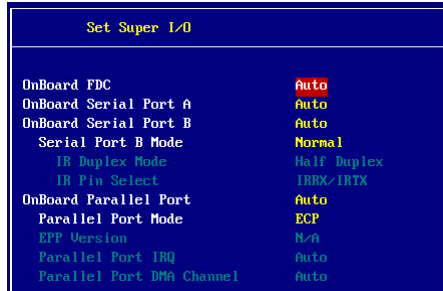 Set Super I/O
OnBoard FDC Auto
OnBoard Serial Port A Auto
OnBoard Serial Port B Auto
Serial Port B Mode Normal
IR Duplex Mode Half Duplex
IR Pin Select IRRX/IRTX
OnBoard Parallel Port Auto
Parallel Port Mode ECP
EPP Version N/A
Parallel Port IRQ Auto
Parallel Port DMA Channel Auto